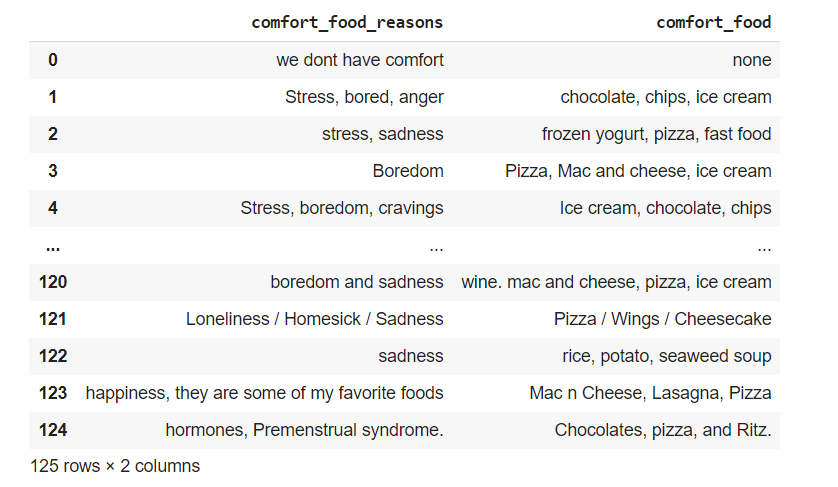 comfort_food_reasons comfort_food
0 we dont have comfort none
1 Stress, bored, anger chocolate, chips, ice cream
2 stress, sadness frozen yogurt, pizza, fast food
3 Boredom Pizza, Mac and cheese, ice cream
4 Stress, boredom, cravings Ice cream, chocolate, chips
... ... ...
120 boredom and sadness wine. mac and cheese, pizza, ice cream
121 Loneliness / Homesick / Sadness Pizza / Wings / Cheesecake
122 sadness rice, potato, seaweed soup
123 happiness, they are some of my favorite foods Mac n Cheese, Lasagna, Pizza
124 hormones, Premenstrual syndrome. Chocolates, pizza, and Ritz.
125 rows × 2 columns